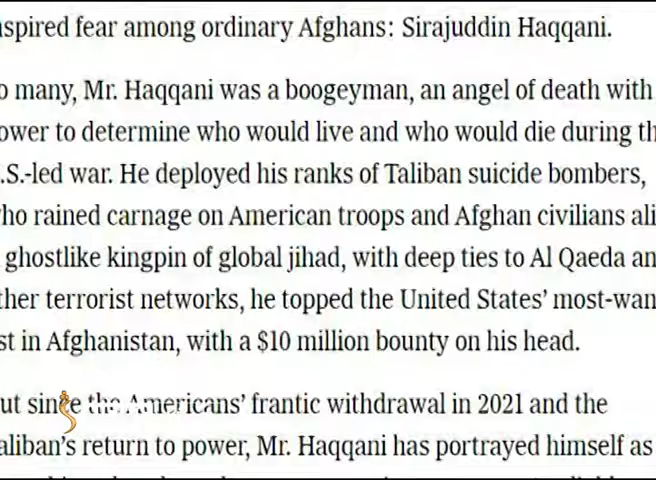 nspired fear among ordinary Afghans: Sirajuddin Haqqani.
o many, Mr. Haqqani was a boogeyman, an angel of death with
ower to determine who would live and who would die during th
.S.-led war. He deployed his ranks of Taliban suicide bombers,
ho rained carnage on American troops and Afghan civilians ali
ghostlike kingpin of global jihad, with deep ties to Al Qaeda an
ther terrorist networks, he topped the United States’ most-wan
st in Afghanistan, with a $10 million bounty on his head.
ut since the Americans’ frantic withdrawal in 2021 and the
aliban’s return to power, Mr. Haqqani has portrayed himself as